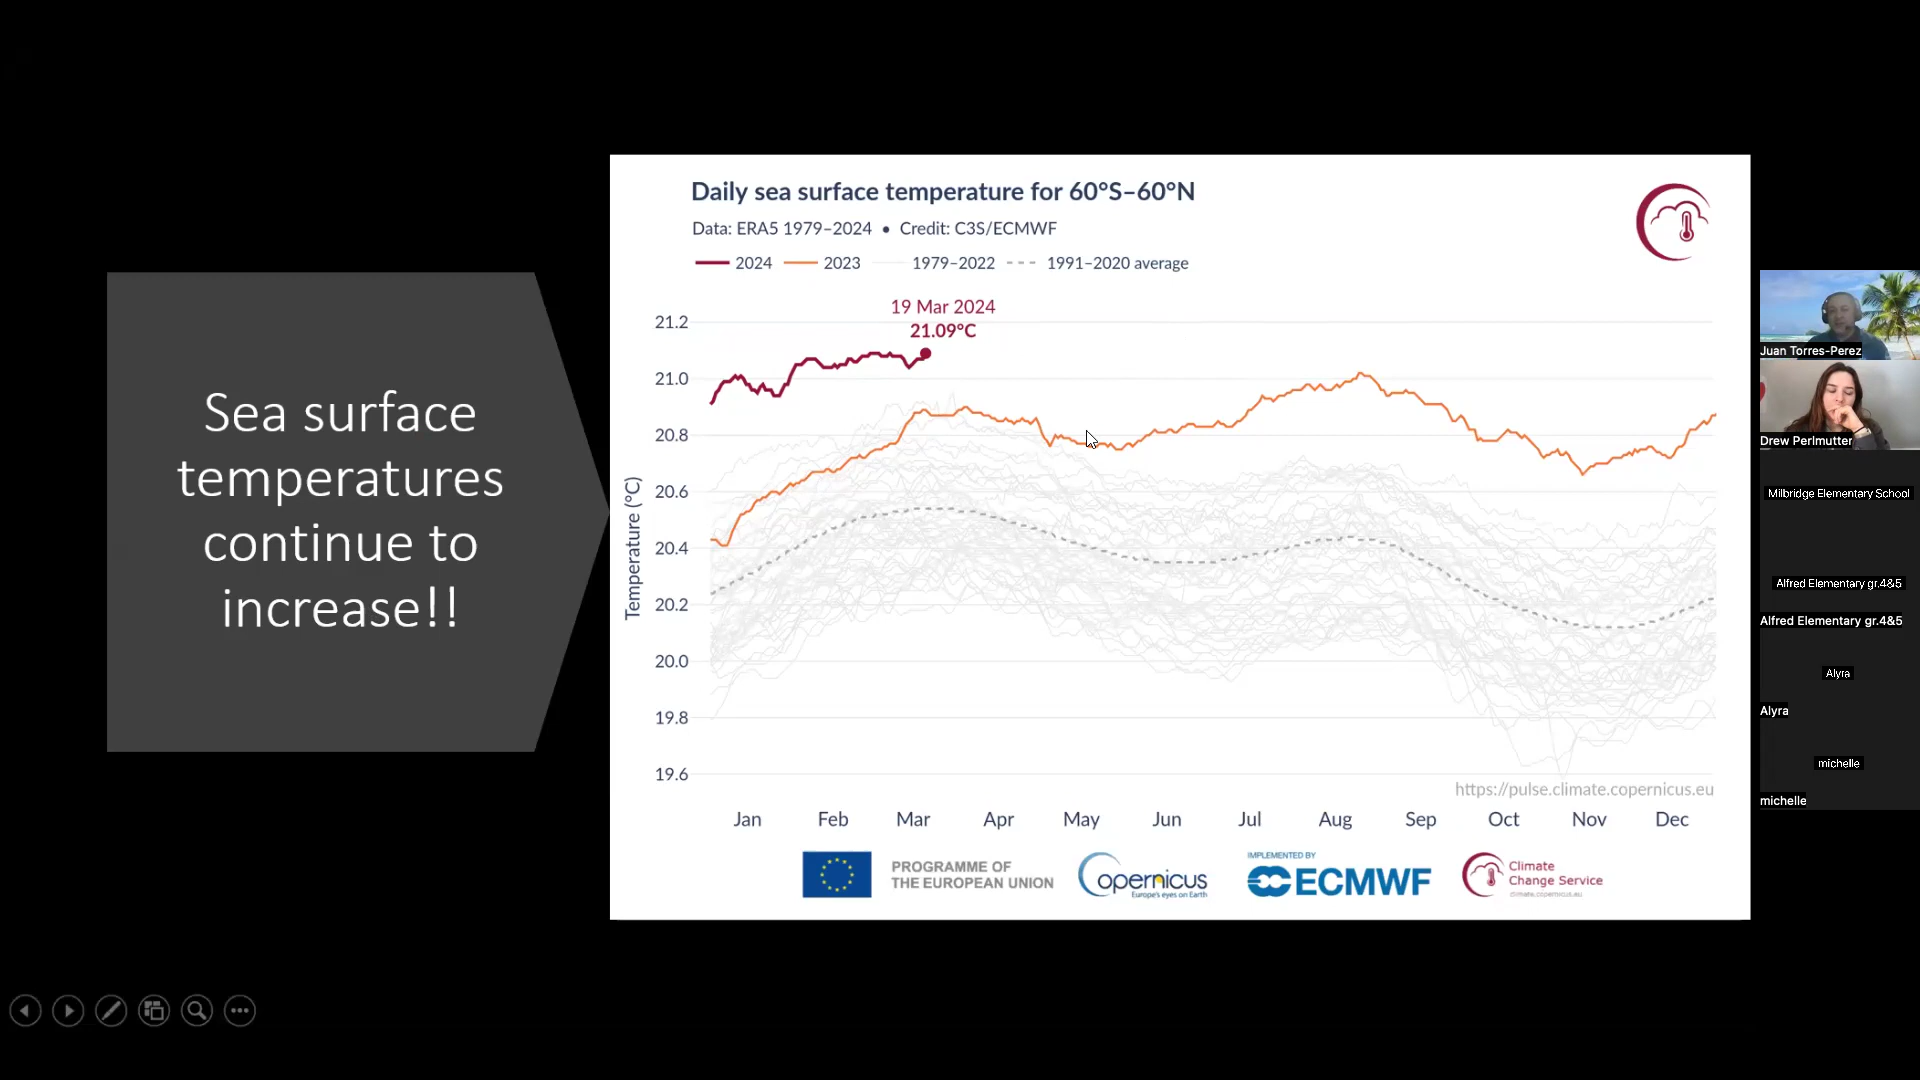 Sea surface
temperatures
continue to
increase!!
Daily sea surface temperature for 60°S–60°N
Data: ERA5 1979–2024 • Credit: C3S/ECMWF
2024 2023 1979–2022 1991–2020 average
19 Mar 2024
21.09°C
Temperature (°C)
21.2
21.0
20.8
20.6
20.4
20.2
20.0
19.8
19.6
https://pulse.climate.copernicus.eu
Jan Feb Mar Apr May Jun Jul Aug Sep Oct Nov Dec
PROGRAMME OF
THE EUROPEAN UNION
opernicus
Europe's eyes on Earth
IMPLEMENTED BY
ECMWF
Climate
Change Service
climate.copernicus.eu
Juan Torres-Perez
Drew Perlmutter
Milbridge Elementary School
Alfred Elementary gr.4&5
Alfred Elementary gr.4&5
Alyra
Alyra
michelle
michelle